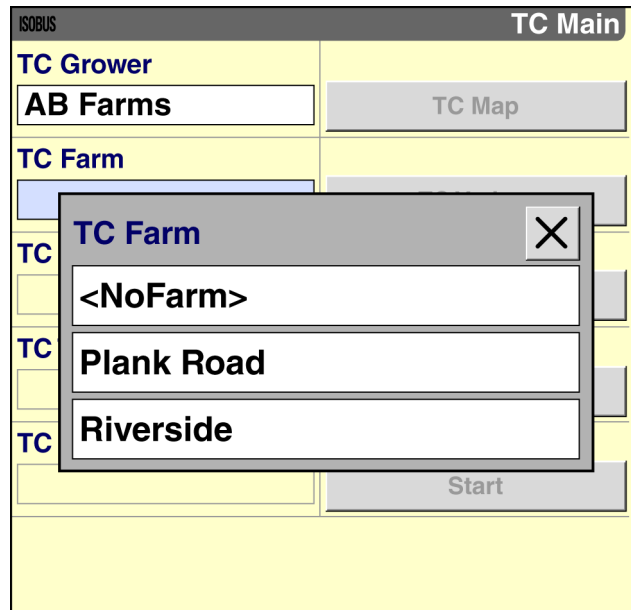 ISOBUS
TC Main
TC Grower
AB Farms
TC Map
TC Farm
TC Farm
<NoFarm>
Plank Road
Riverside
TC
TC
TC
Start